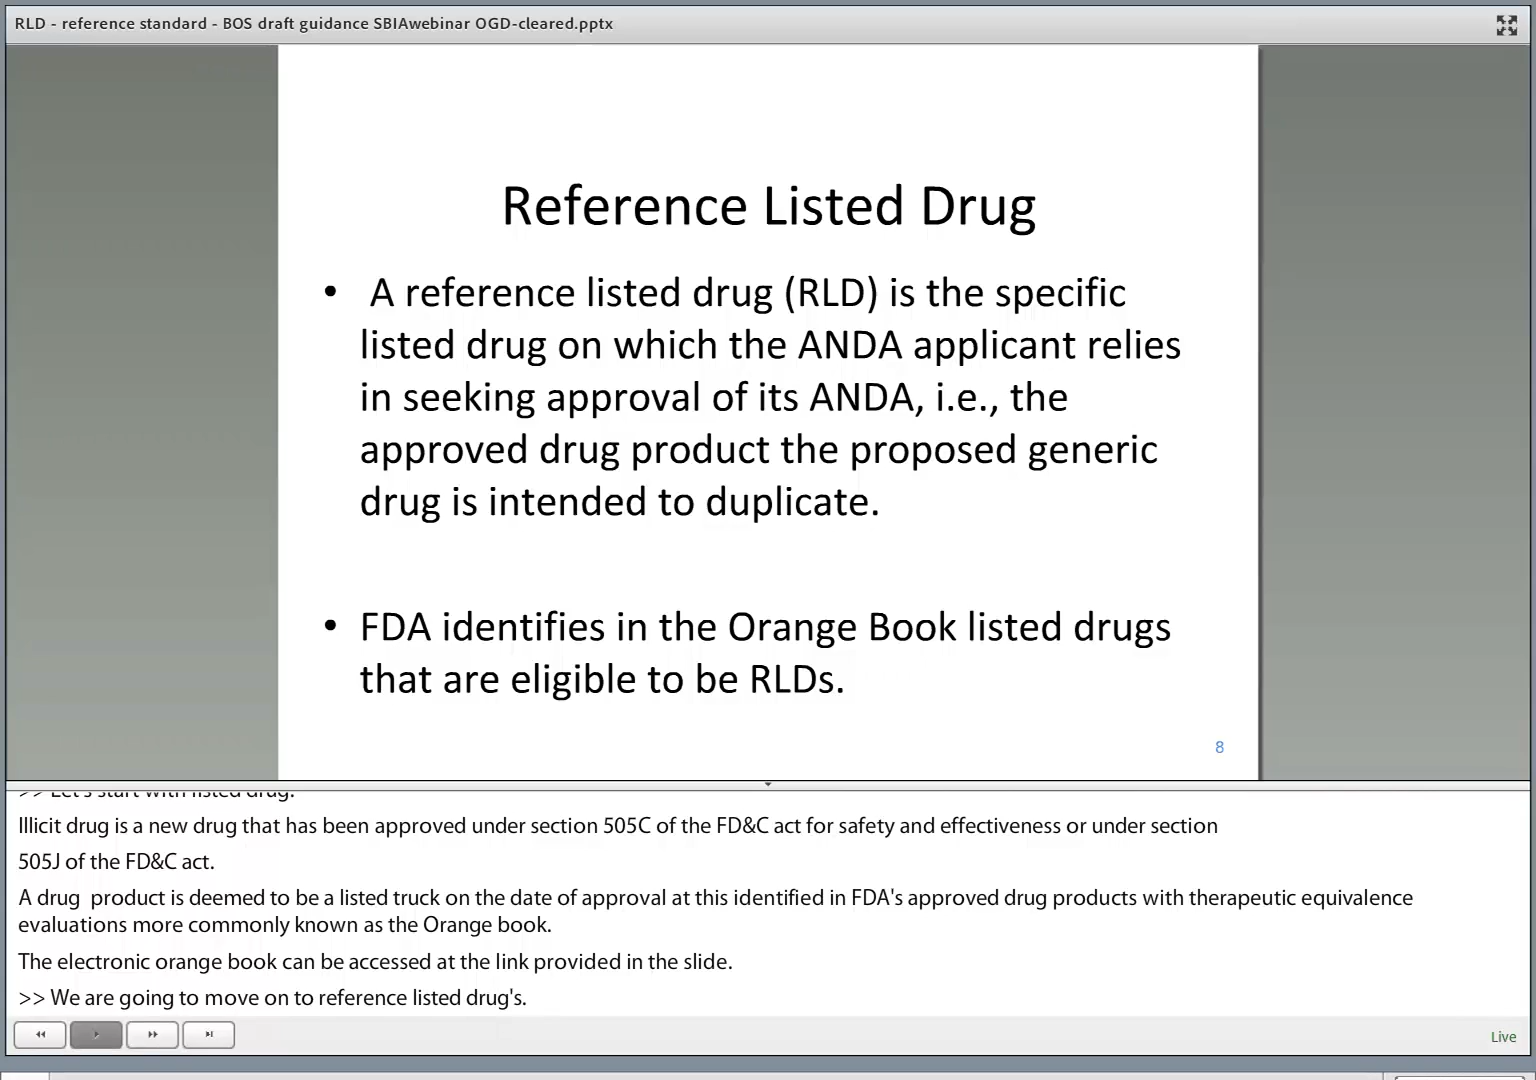 RLD - reference standard - BOS draft guidance SBIAwebinar OGD-cleared.pptx
Reference Listed Drug
• A reference listed drug (RLD) is the specific
listed drug on which the ANDA applicant relies
in seeking approval of its ANDA, i.e., the
approved drug product the proposed generic
drug is intended to duplicate.
• FDA identifies in the Orange Book listed drugs
that are eligible to be RLDs.
8
>> Let's start with listed drug.
Illicit drug is a new drug that has been approved under section 505C of the FD&C act for safety and effectiveness or under section
505J of the FD&C act.
A drug  product is deemed to be a listed truck on the date of approval at this identified in FDA's approved drug products with therapeutic equivalence
evaluations more commonly known as the Orange book.
The electronic orange book can be accessed at the link provided in the slide.
>> We are going to move on to reference listed drug's.
Live